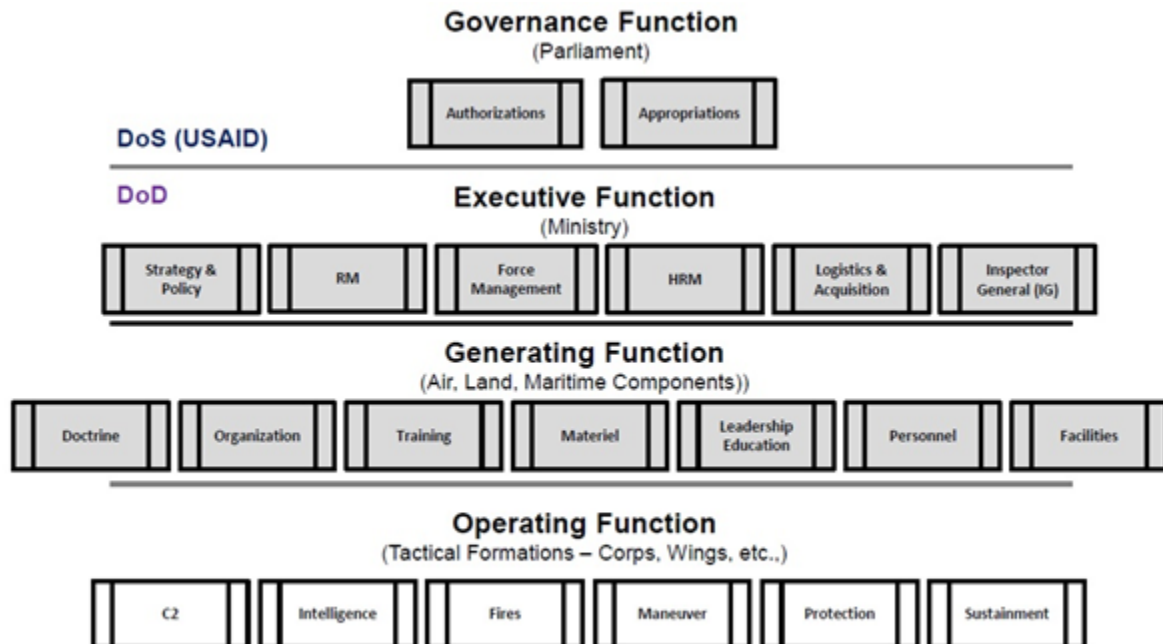 Governance Function
(Parliament)
Authorizations
Appropriations
DoS (USAID)
DoD
Executive Function
(Ministry)
Strategy &
Policy
RM
Force
Management
HRM
Logistics &
Acquisition
Inspector
General (IG)
Generating Function
(Air, Land, Maritime Components))
Doctrine
Organization
Training
Materiel
Leadership
Education
Personnel
Facilities
Operating Function
(Tactical Formations – Corps, Wings, etc.,)
C2
Intelligence
Fires
Maneuver
Protection
Sustainment